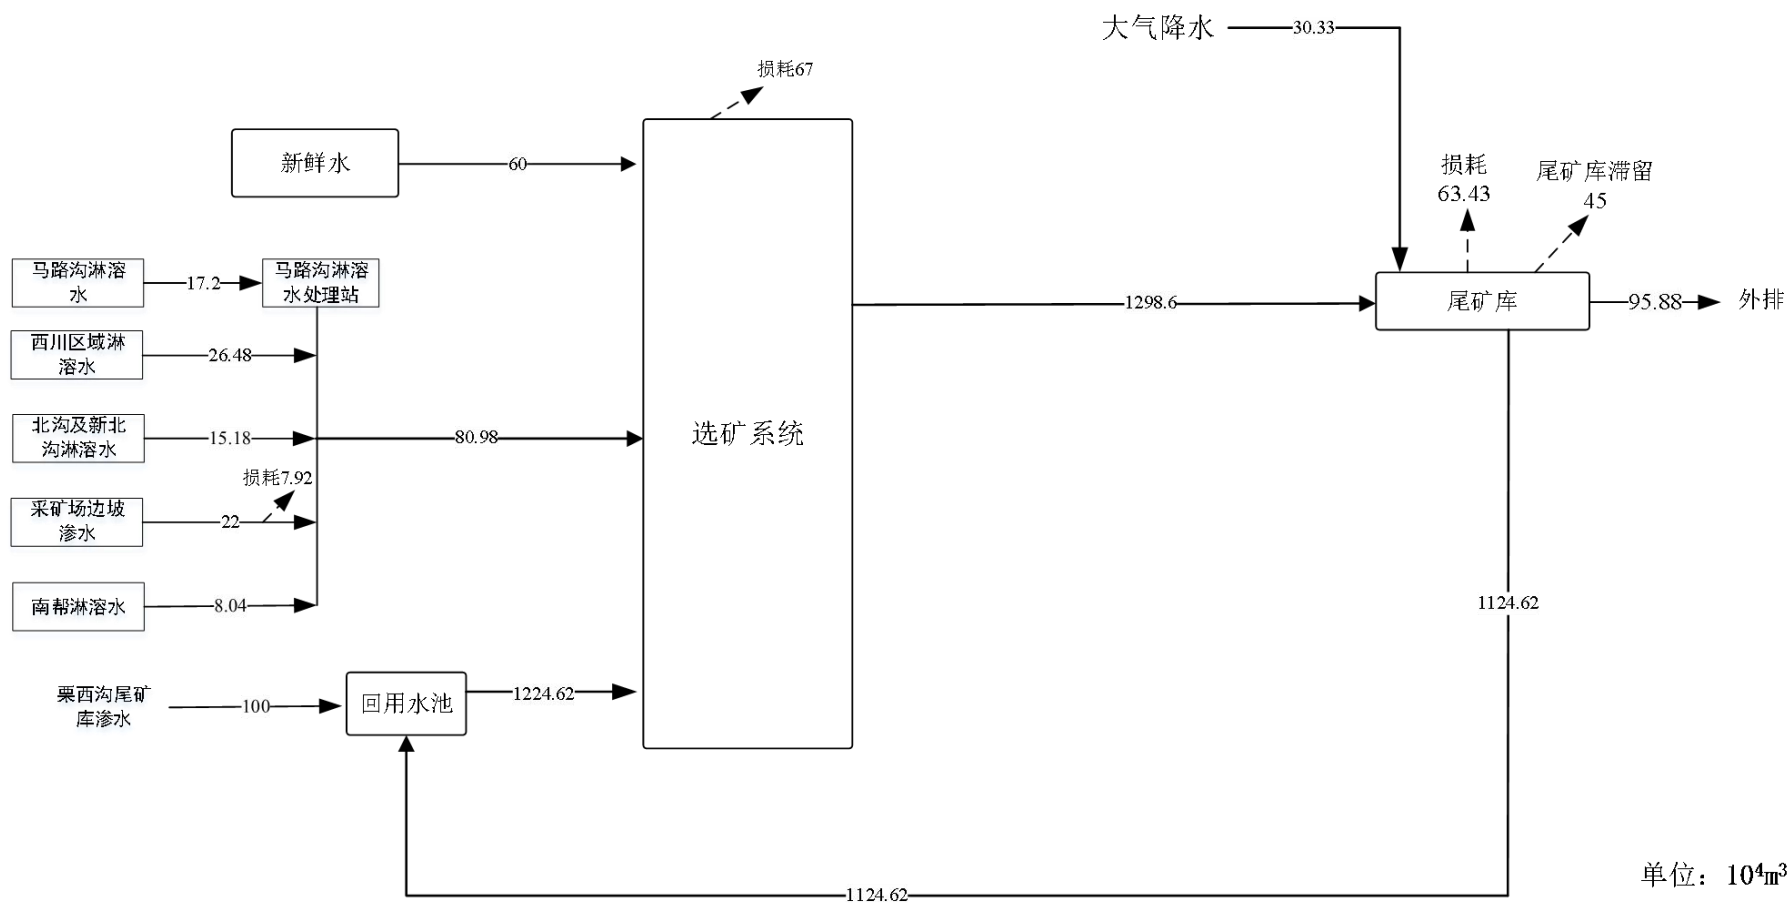 大气降水
30.33
损耗67
新鲜水
60
损耗
63.43
尾矿库滞留
45
马路沟淋溶
水
17.2
马路沟淋溶
水处理站
1298.6
尾矿库
95.88
外排
西川区域淋
溶水
26.48
北沟及新北
沟淋溶水
15.18
80.98
选矿系统
损耗7.92
采矿场边坡
渗水
22
南帮淋溶水
8.04
1124.62
栗西沟尾矿
库渗水
100
回用水池
1224.62
1124.62
单位：10⁴m³